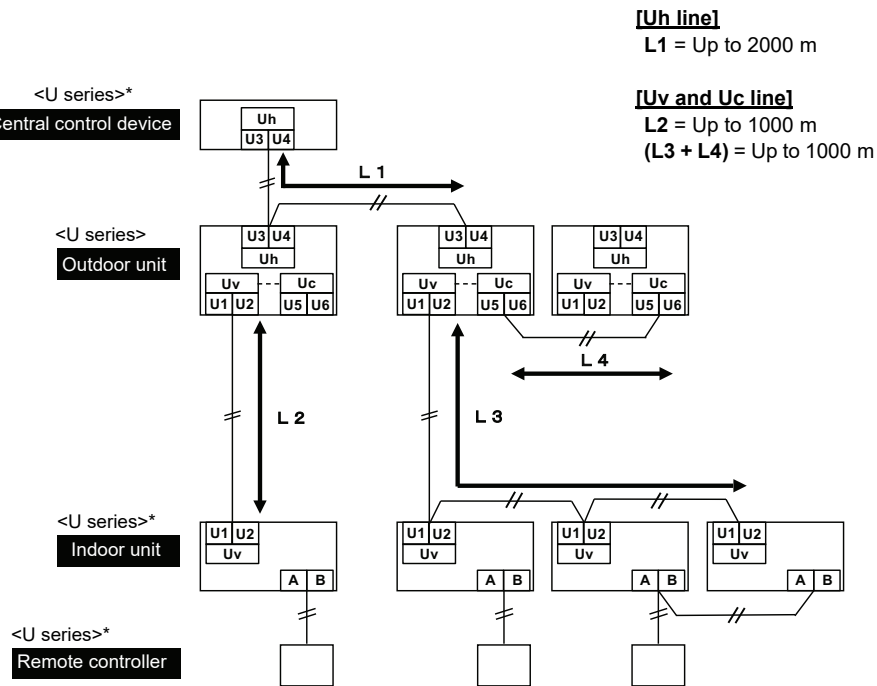 [Uh line]
L1 = Up to 2000 m
[Uv and Uc line]
L2 = Up to 1000 m
(L3 + L4) = Up to 1000 m
<U series>*
Central control device
Uh
U3 U4
L 1
<U series>
Outdoor unit
U3 U4
Uh
Uv Uc
U1 U2 U5 U6
U3 U4
Uh
Uv Uc
U1 U2 U5 U6
U3 U4
Uh
Uv Uc
U1 U2 U5 U6
L 4
L 2
L 3
<U series>*
Indoor unit
U1 U2
Uv
A B
U1 U2
Uv
A B
U1 U2
Uv
A B
U1 U2
Uv
A B
<U series>*
Remote controller